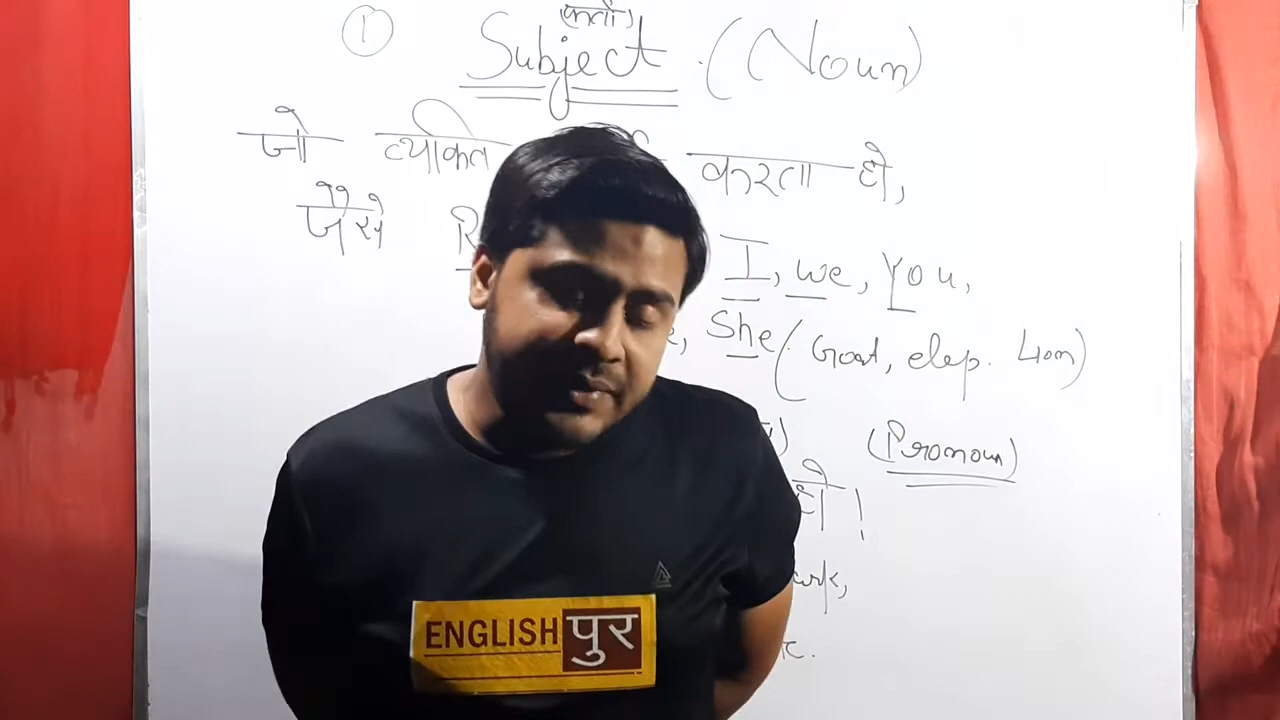 ① Subject (कर्ता) (Noun)
जो व्यक्ति करता हो,
जैसे I, we, You,
She (Goat, elep. Lion)
(Pronoun)
हो !
ENGLISH पुर